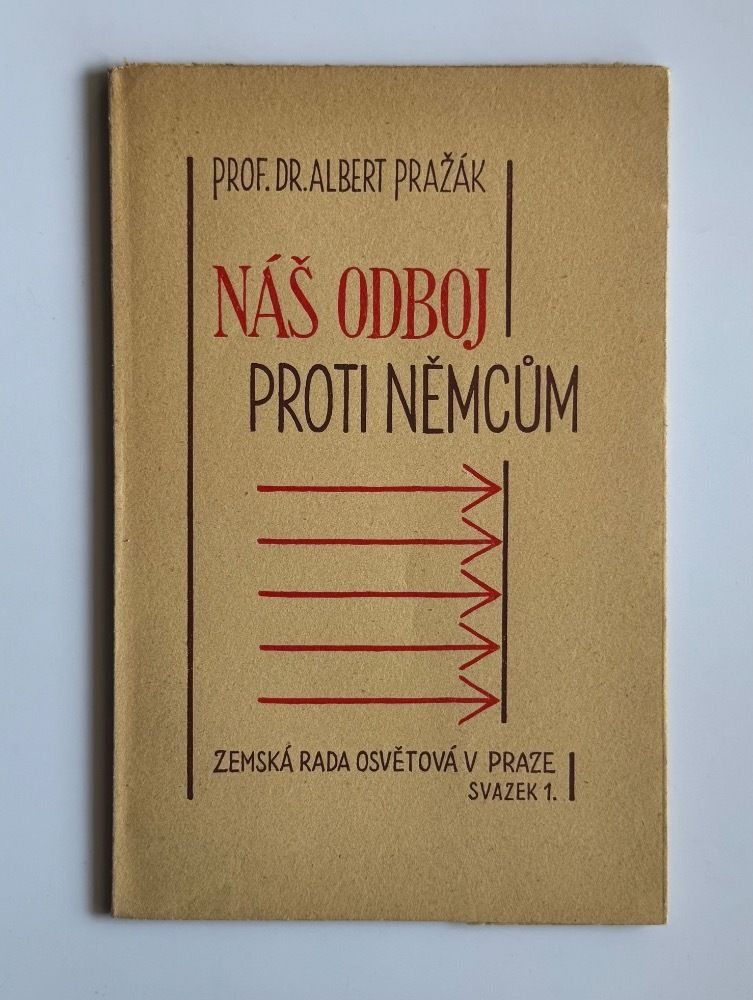 PROF. DR. ALBERT PRAŽÁK
NÁŠ ODBOJ
PROTI NĚMCŮM
ZEMSKÁ RADA OSVĚTOVÁ V PRAZE
SVAZEK 1.